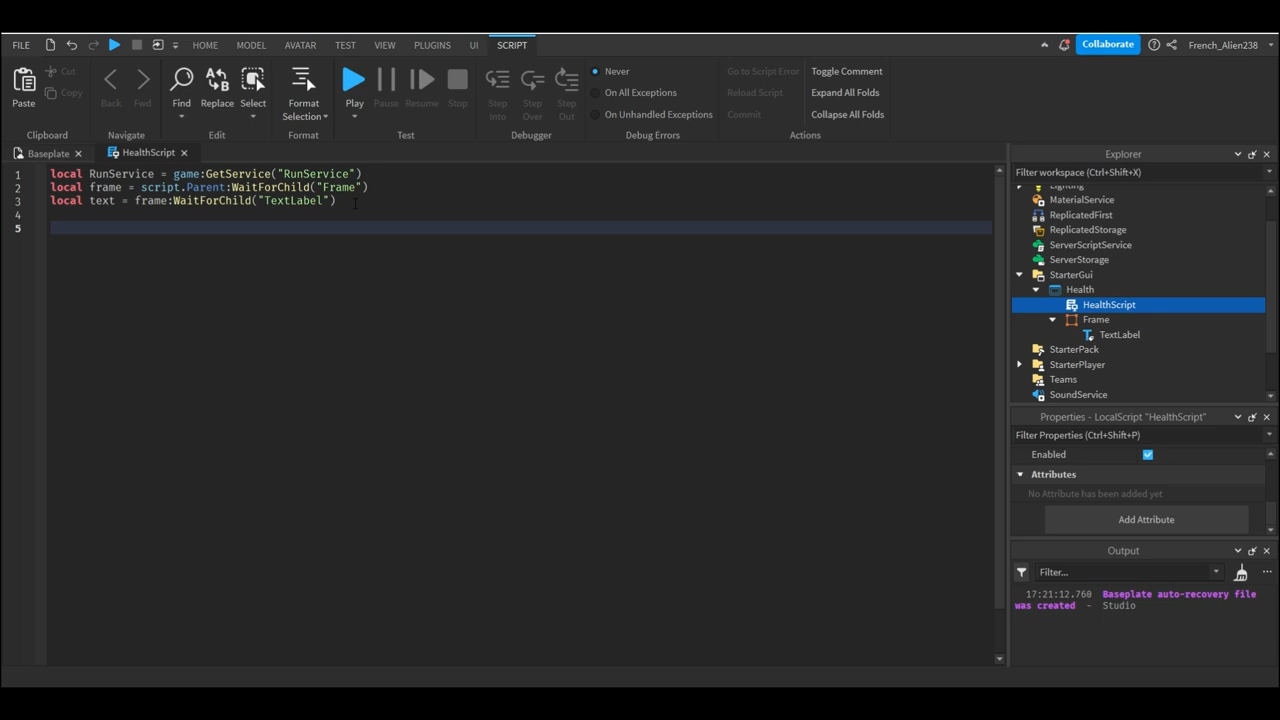 FILE HOME MODEL AVATAR TEST VIEW PLUGINS UI SCRIPT Collaborate French_Alien238
Paste
Cut
Copy
Clipboard
Back
Fwd
Navigate
Find
Replace
Select
Edit
Format
Selection
Format
Play
Pause
Resume
Stop
Test
Step
Into
Step
Over
Step
Out
Debugger
Never
On All Exceptions
On Unhandled Exceptions
Debug Errors
Go to Script Error
Reload Script
Commit
Toggle Comment
Expand All Folds
Collapse All Folds
Actions
Baseplate HealthScript
1 local RunService = game:GetService("RunService")
2 local frame = script.Parent:WaitForChild("Frame")
3 local text = frame:WaitForChild("TextLabel")
4
5
Explorer
Filter workspace (Ctrl+Shift+X)
Lighting
MaterialService
ReplicatedFirst
ReplicatedStorage
ServerScriptService
ServerStorage
StarterGui
Health
HealthScript
Frame
TextLabel
StarterPack
StarterPlayer
Teams
SoundService
Properties - LocalScript "HealthScript"
Filter Properties (Ctrl+Shift+P)
Enabled
Attributes
No Attribute has been added yet
Add Attribute
Output
Filter...
17:21:12.760 Baseplate auto-recovery file
was created - Studio